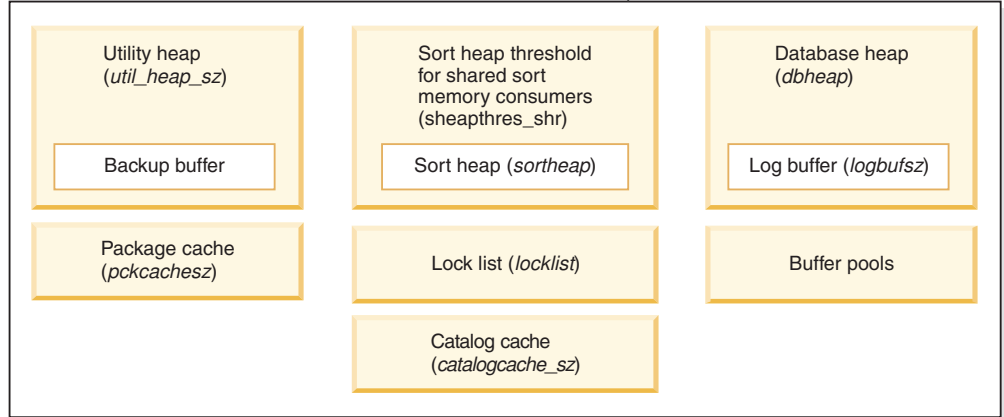 Utility heap
(util_heap_sz)
Backup buffer
Sort heap threshold
for shared sort
memory consumers
(sheapthres_shr)
Sort heap (sortheap)
Database heap
(dbheap)
Log buffer (logbufsz)
Package cache
(pckcachesz)
Lock list (locklist)
Buffer pools
Catalog cache
(catalogcache_sz)